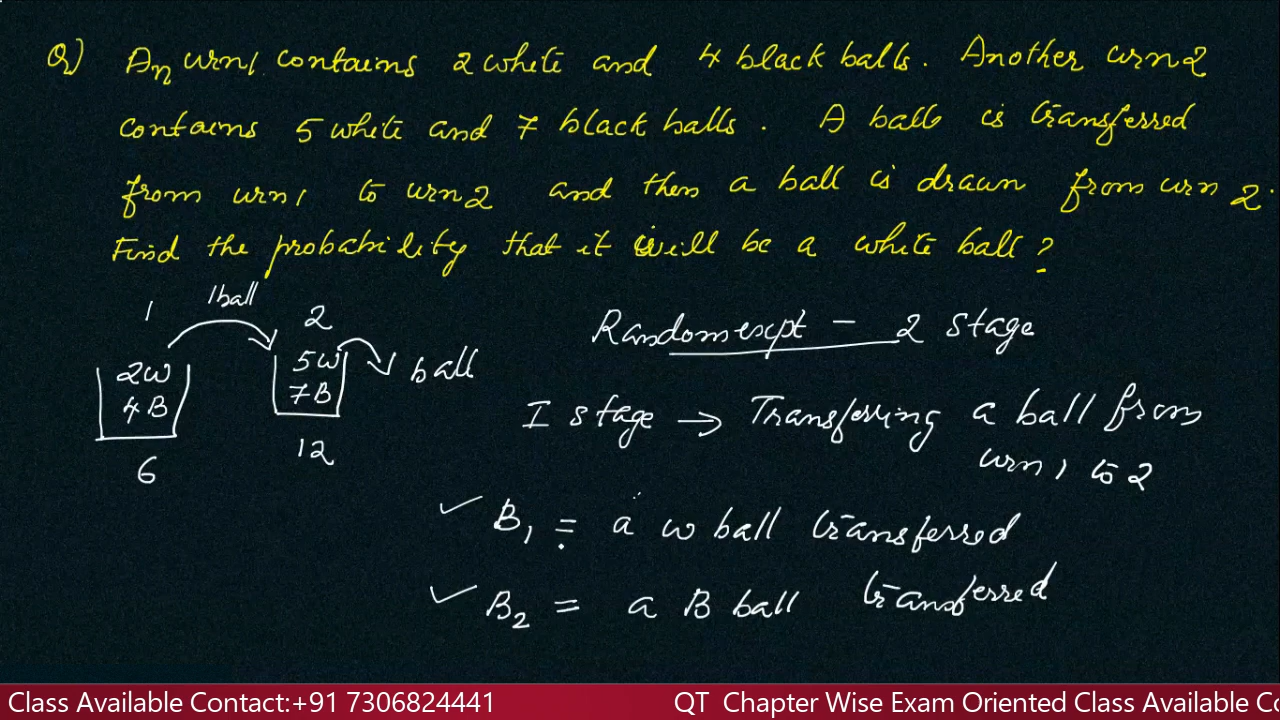 Q) An urn1 contains 2 white and 4 black balls. Another urn2
contains 5 white and 7 black balls. A ball is transferred
from urn1 to urn2 and then a ball is drawn from urn 2.
Find the probability that it will be a white ball?
1 1ball 2
2W
4B
6
5W
7B
12
ball
Random expt - 2 stage
I stage → Transferring a ball from
urn 1 to 2
✓ B1 = a w ball transferred
✓ B2 = a B ball transferred
Class Available Contact:+91 7306824441
QT Chapter Wise Exam Oriented Class Available Co